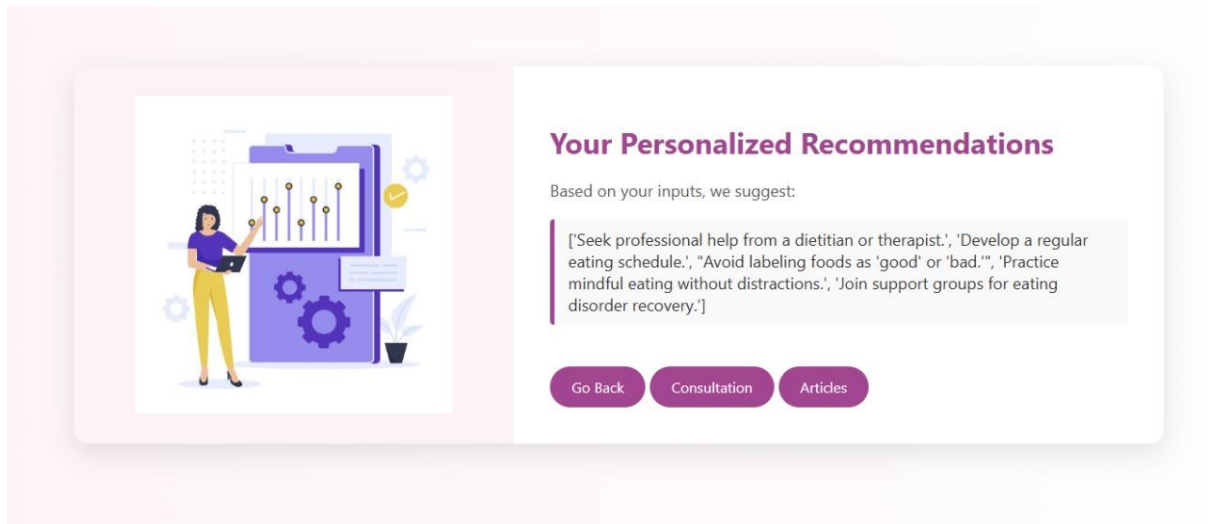 Your Personalized Recommendations
Based on your inputs, we suggest:
['Seek professional help from a dietitian or therapist.', 'Develop a regular
eating schedule.', "Avoid labeling foods as 'good' or 'bad.'", 'Practice
mindful eating without distractions.', 'Join support groups for eating
disorder recovery.']
Go Back
Consultation
Articles